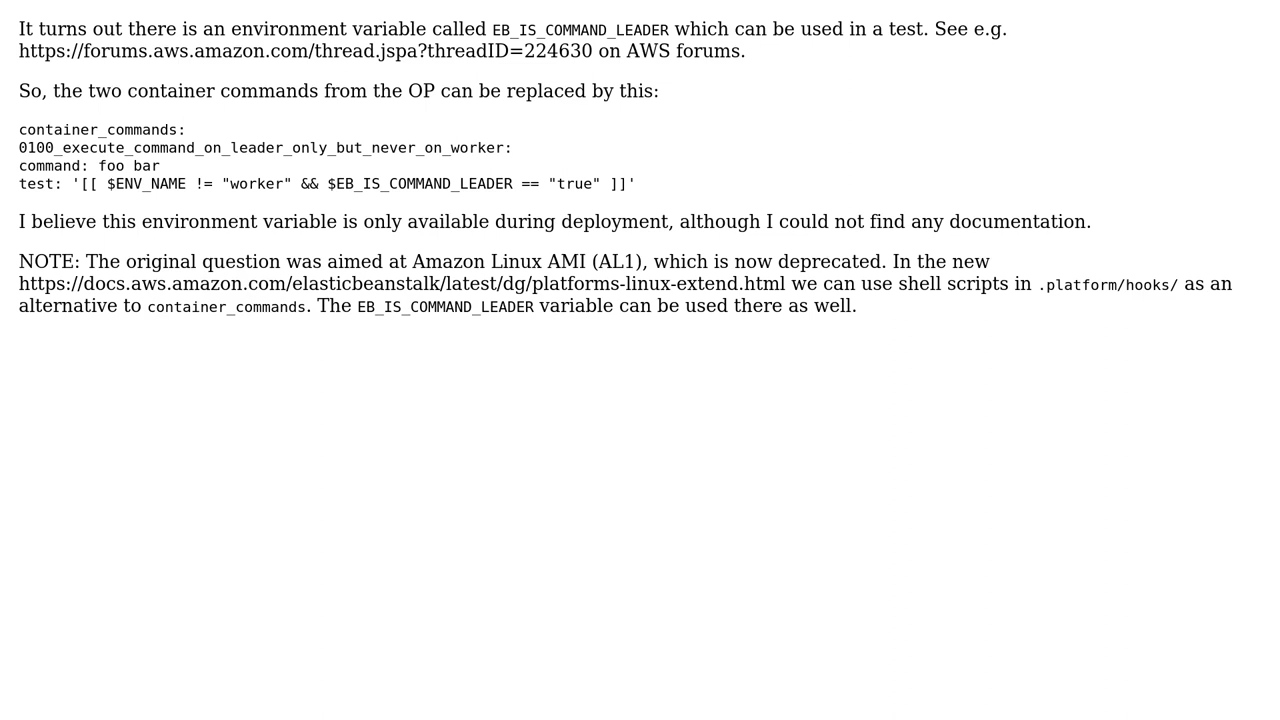 It turns out there is an environment variable called EB_IS_COMMAND_LEADER which can be used in a test. See e.g.
https://forums.aws.amazon.com/thread.jspa?threadID=224630 on AWS forums.
So, the two container commands from the OP can be replaced by this:
container_commands:
0100_execute_command_on_leader_only_but_never_on_worker:
command: foo bar
test: '[[ $ENV_NAME != "worker" && $EB_IS_COMMAND_LEADER == "true" ]]'
I believe this environment variable is only available during deployment, although I could not find any documentation.
NOTE: The original question was aimed at Amazon Linux AMI (AL1), which is now deprecated. In the new
https://docs.aws.amazon.com/elasticbeanstalk/latest/dg/platforms-linux-extend.html we can use shell scripts in .platform/hooks/ as an
alternative to container_commands. The EB_IS_COMMAND_LEADER variable can be used there as well.